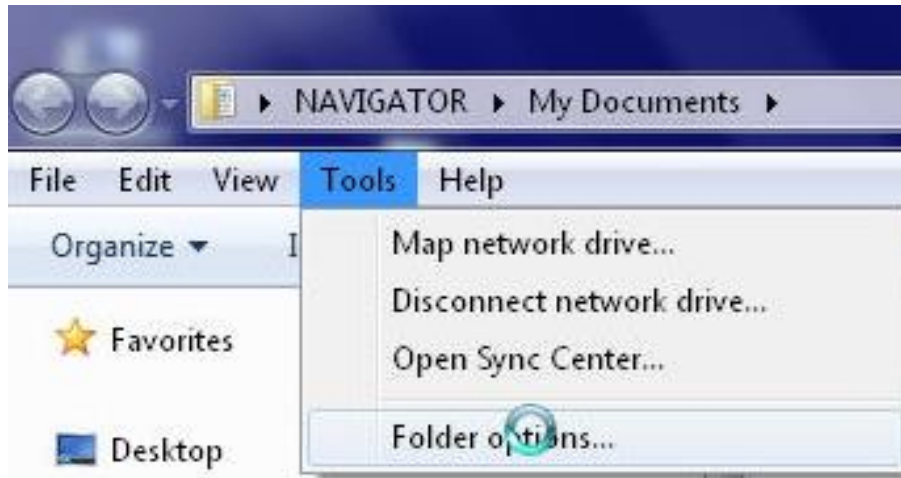 NAVIGATOR My Documents
File Edit View Tools Help
Organize
Map network drive...
Disconnect network drive...
Favorites
Open Sync Center...
Folder options...
Desktop